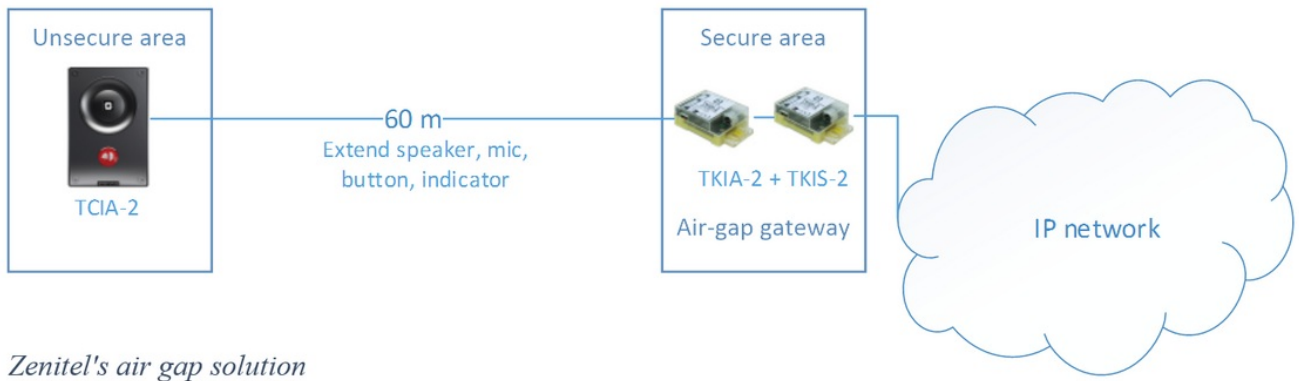 Unsecure area
TCIA-2
60 m
Extend speaker, mic,
button, indicator
Secure area
TKIA-2 + TKIS-2
Air-gap gateway
IP network
Zenitel's air gap solution